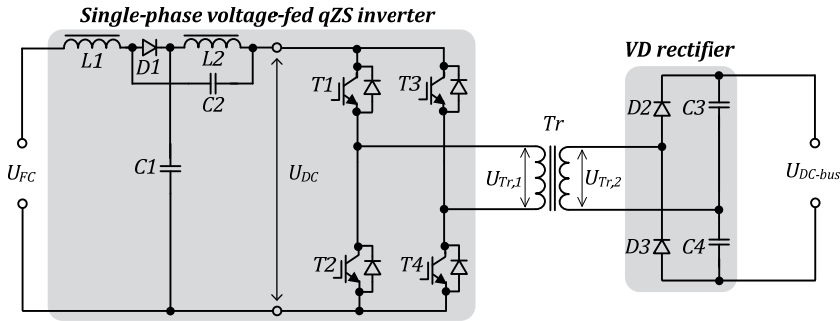 Single-phase voltage-fed qZS inverter
VD rectifier
L1
D1
L2
C2
T1
T3
D2
C3
Tr
U_FC
C1
U_DC
U_Tr,1
U_Tr,2
U_DC-bus
T2
T4
D3
C4